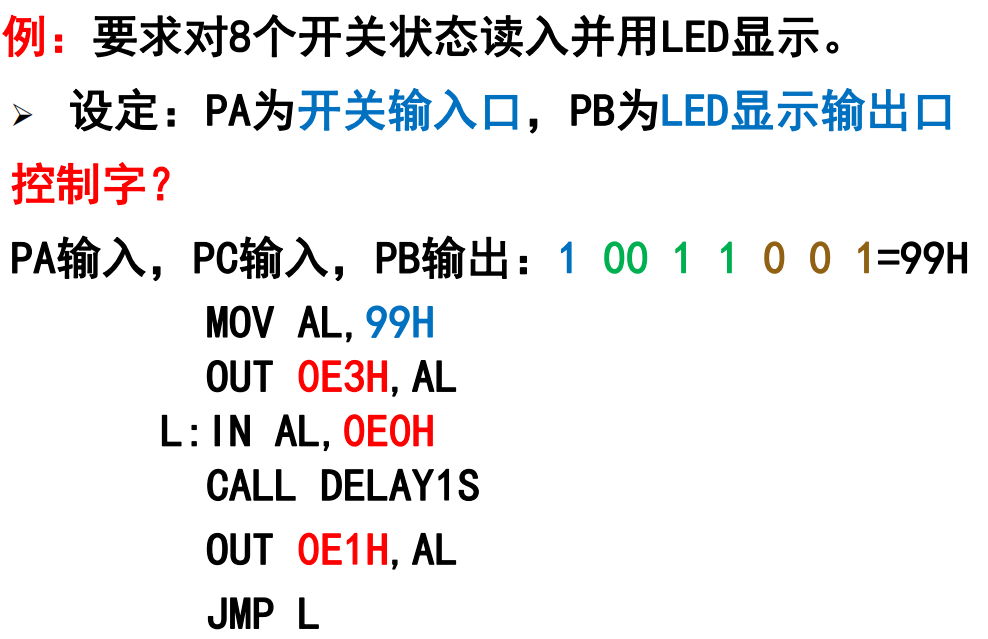 例：要求对8个开关状态读入并用LED显示。
➢ 设定：PA为开关输入口，PB为LED显示输出口
控制字？
PA输入，PC输入，PB输出：1 00 1 1 0 0 1=99H
MOV AL,99H
OUT 0E3H,AL
L:IN AL,0E0H
CALL DELAY1S
OUT 0E1H,AL
JMP L